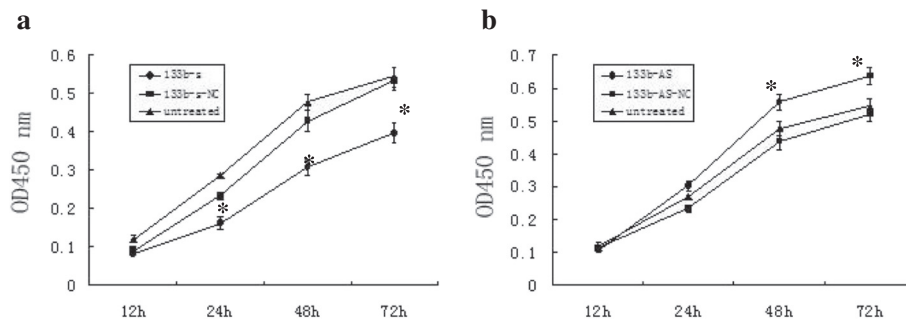 a
0.6
0.5
0.4
0.3
0.2
0.1
0
OD450 nm
133b-s
133b-s-NC
untreated
*
*
*
12h 24h 48h 72h
b
0.7
0.6
0.5
0.4
0.3
0.2
0.1
0
OD450 nm
133b-AS
133b-AS-NC
untreated
*
*
12h 24h 48h 72h